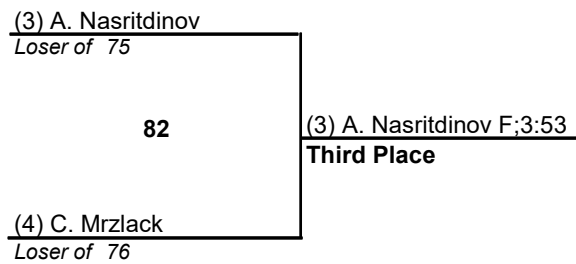 (3) A. Nasritdinov
Loser of 75
82
(3) A. Nasritdinov F;3:53
Third Place
(4) C. Mrzlack
Loser of 76